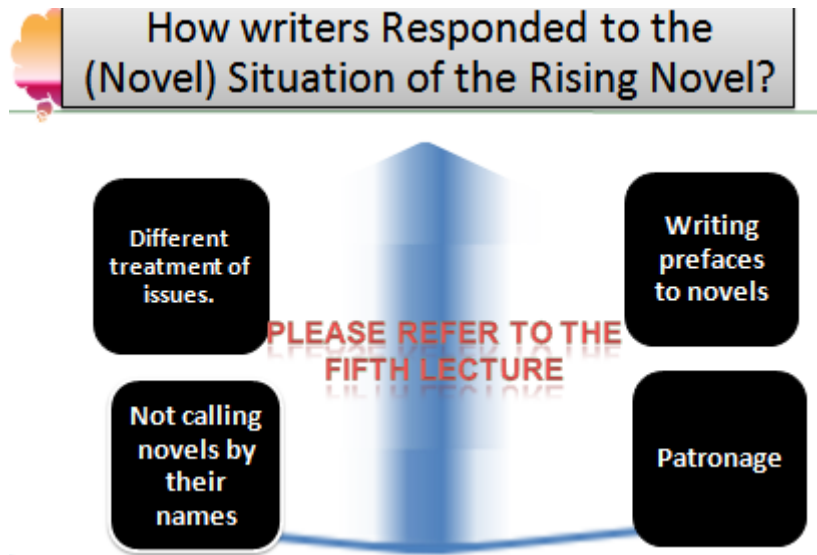 How writers Responded to the
(Novel) Situation of the Rising Novel?
Different
treatment of
issues.
Writing
prefaces
to novels
PLEASE REFER TO THE
FIFTH LECTURE
Not calling
novels by
their
names
Patronage